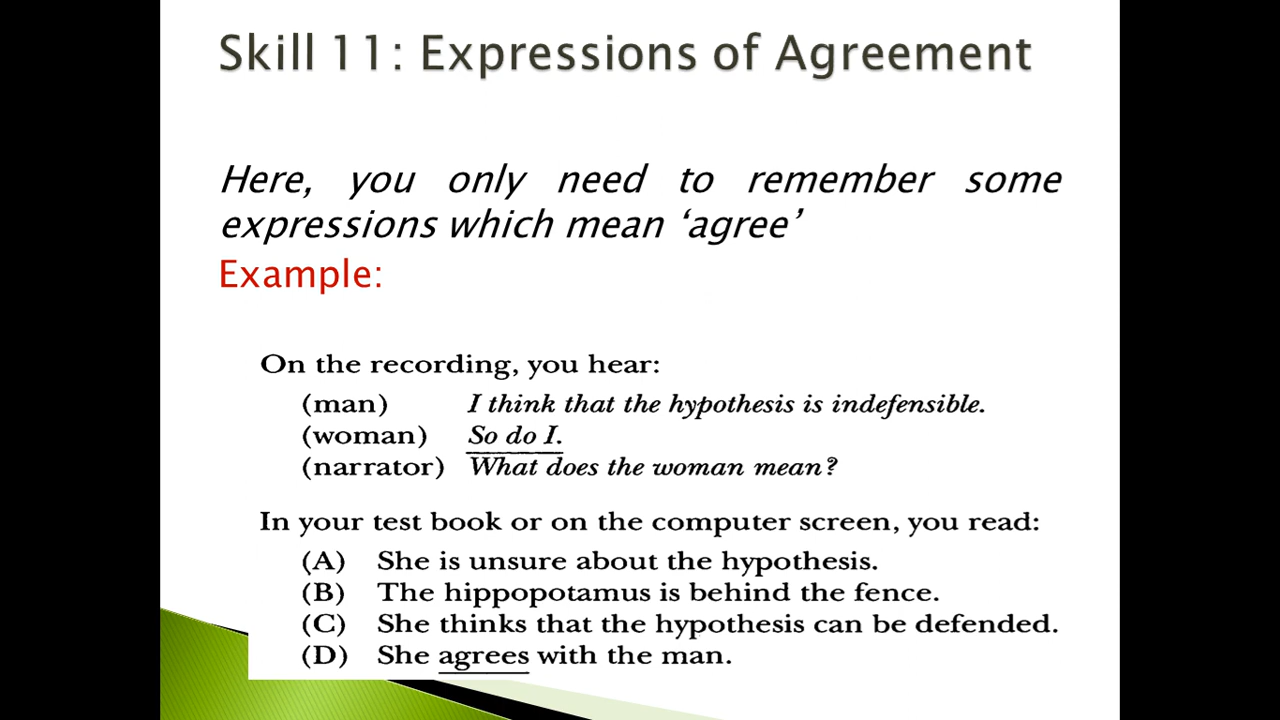 Skill 11: Expressions of Agreement
Here, you only need to remember some
expressions which mean ‘agree’
Example:
On the recording, you hear:
(man) I think that the hypothesis is indefensible.
(woman) So do I.
(narrator) What does the woman mean?
In your test book or on the computer screen, you read:
(A) She is unsure about the hypothesis.
(B) The hippopotamus is behind the fence.
(C) She thinks that the hypothesis can be defended.
(D) She agrees with the man.